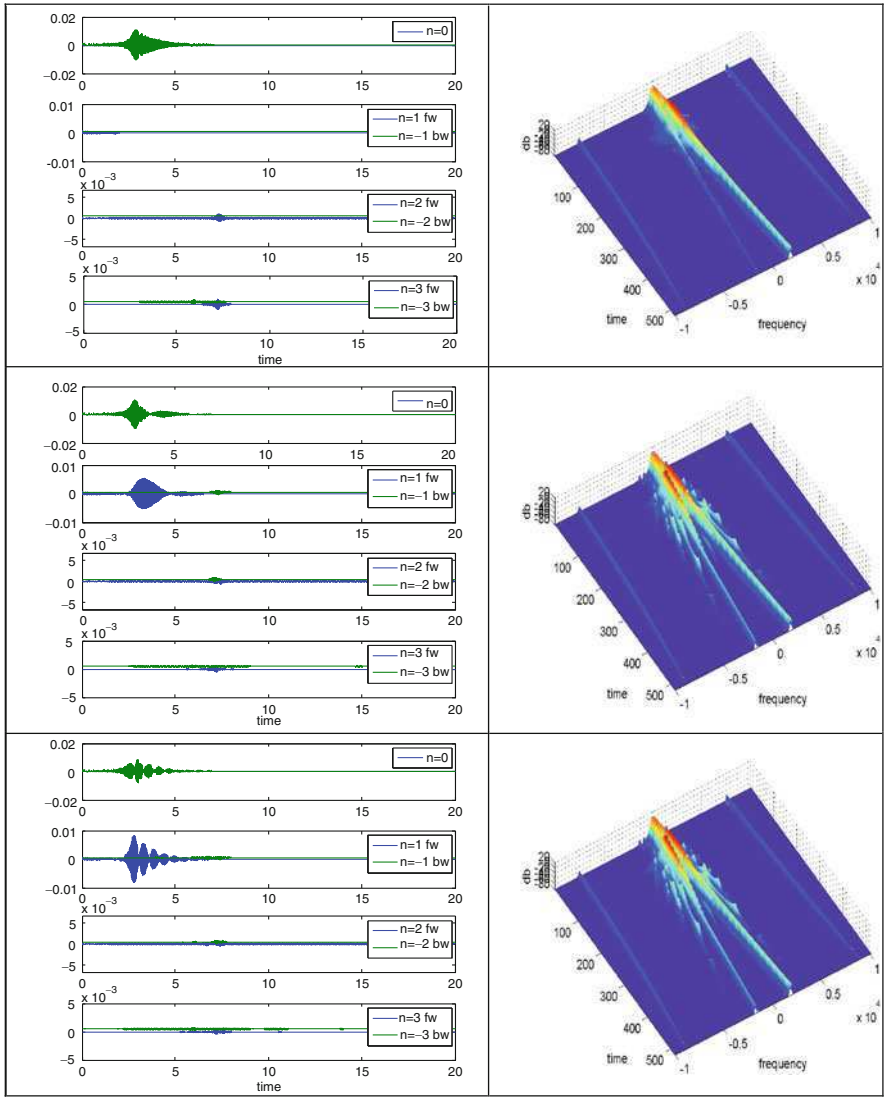 0.02
0
−0.02
0 5 10 15 20
n=0
0.01
0
-0.01
0 5 10 15 20
n=1 fw
n=−1 bw
x 10⁻³
5
0
−5
0 5 10 15 20
n=2 fw
n=−2 bw
x 10⁻³
5
0
−5
0 5 10 15 20
n=3 fw
n=−3 bw
time
db
100
200
300
400
500
time
-1
-0.5
0
0.5
1
x 10⁻⁴
frequency
0.02
0
−0.02
0 5 10 15 20
n=0
0.01
0
−0.01
0 5 10 15 20
n=1 fw
n=−1 bw
x 10⁻³
5
0
−5
0 5 10 15 20
n=2 fw
n=−2 bw
x 10⁻³
5
0
−5
0 5 10 15 20
n=3 fw
n=−3 bw
time
db
100
200
300
400
500
time
-1
-0.5
0
0.5
1
x 10⁻⁴
frequency
0.02
0
−0.02
0 5 10 15 20
n=0
0.01
0
−0.01
0 5 10 15 20
n=1 fw
n=−1 bw
x 10⁻³
5
0
−5
0 5 10 15 20
n=2 fw
n=−2 bw
x 10⁻³
5
0
−5
0 5 10 15 20
n=3 fw
n=−3 bw
time
db
100
200
300
400
500
time
-1
-0.5
0
0.5
1
x 10⁻⁴
frequency